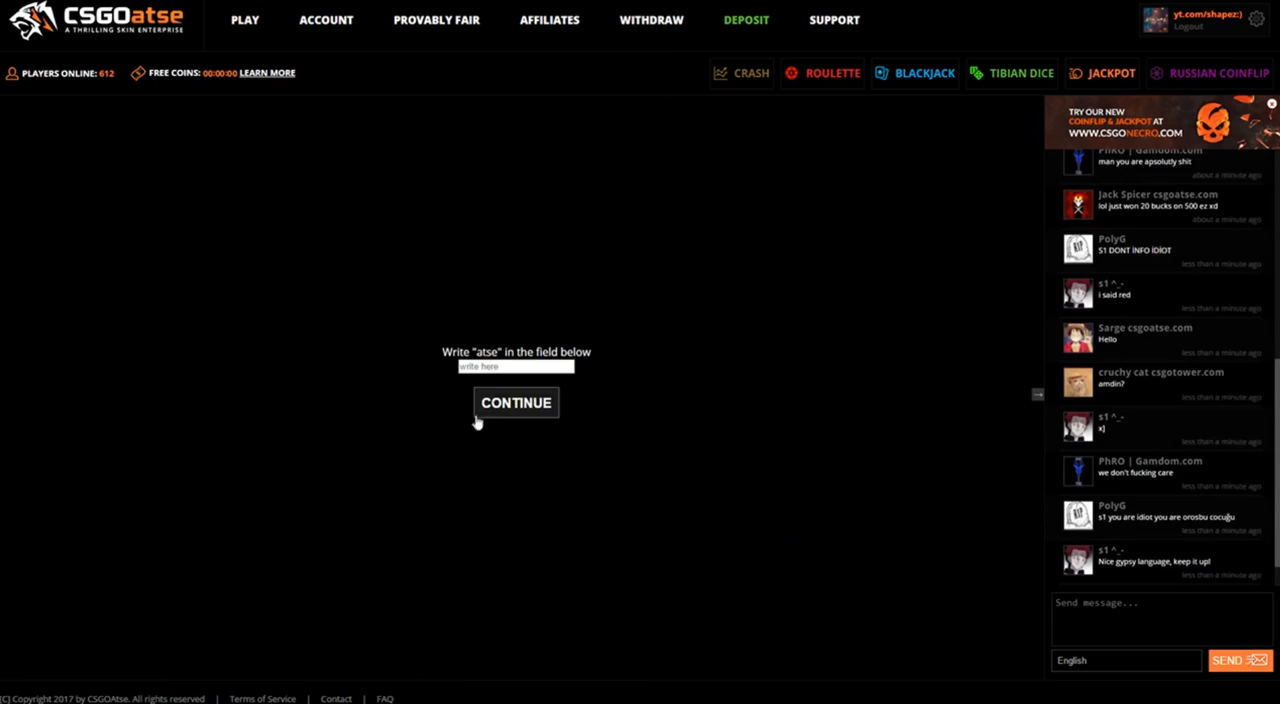 CSGOatse
A THRILLING SKIN ENTERPRISE
PLAY
ACCOUNT
PROVABLY FAIR
AFFILIATES
WITHDRAW
DEPOSIT
SUPPORT
yt.com/shapez:)
Logout
PLAYERS ONLINE: 612
FREE COINS: 00:00:00 LEARN MORE
CRASH
ROULETTE
BLACKJACK
TIBIAN DICE
JACKPOT
RUSSIAN COINFLIP
TRY OUR NEW
COINFLIP & JACKPOT AT
WWW.CSGONECRO.COM
PhRO | Gamdom.com
man you are apsolutly shit
about a minute ago
Jack Spicer csgoatse.com
lol just won 20 bucks on 500 ez xd
about a minute ago
PolyG
S1 DONT İNFO İDİOT
less than a minute ago
s1 ^_-
i said red
less than a minute ago
Sarge csgoatse.com
Hello
less than a minute ago
cruchy cat csgotower.com
amdin?
less than a minute ago
s1 ^_-
x]
less than a minute ago
PhRO | Gamdom.com
we don't fucking care
less than a minute ago
PolyG
s1 you are idiot you are orosbu cocuğu
less than a minute ago
s1 ^_-
Nice gypsy language, keep it up!
less than a minute ago
Write "atse" in the field below
write here
CONTINUE
Send message...
English
SEND
[C] Copyright 2017 by CSGOAtse. All rights reserved | Terms of Service | Contact | FAQ